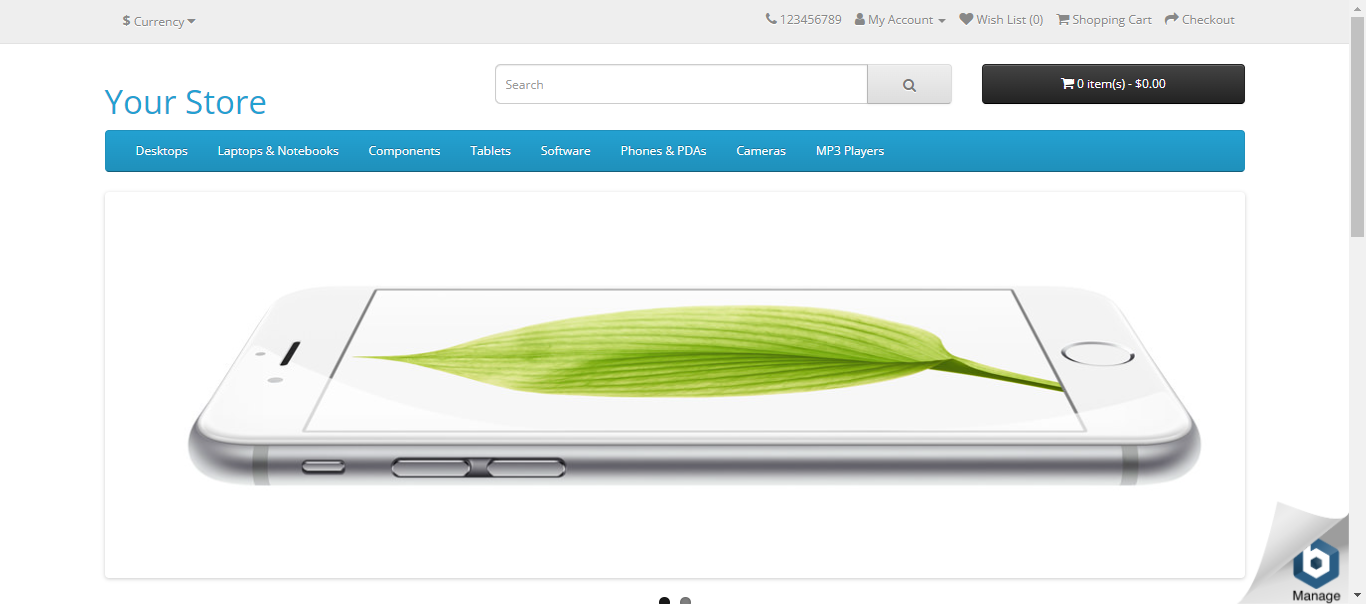 $ Currency
123456789 My Account Wish List (0) Shopping Cart Checkout
Your Store
Search
0 item(s) - $0.00
Desktops Laptops & Notebooks Components Tablets Software Phones & PDAs Cameras MP3 Players
b
Manage